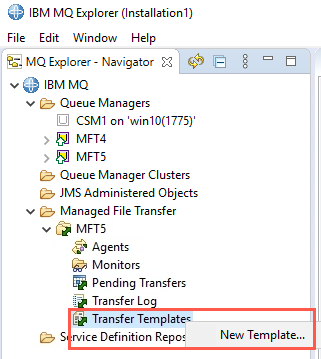 IBM MQ Explorer (Installation1)
File Edit Window Help
MQ Explorer - Navigator
IBM MQ
Queue Managers
CSM1 on 'win10(1775)'
MFT4
MFT5
Queue Manager Clusters
JMS Administered Objects
Managed File Transfer
MFT5
Agents
Monitors
Pending Transfers
Transfer Log
Transfer Templates
New Template...
Service Definition Repos